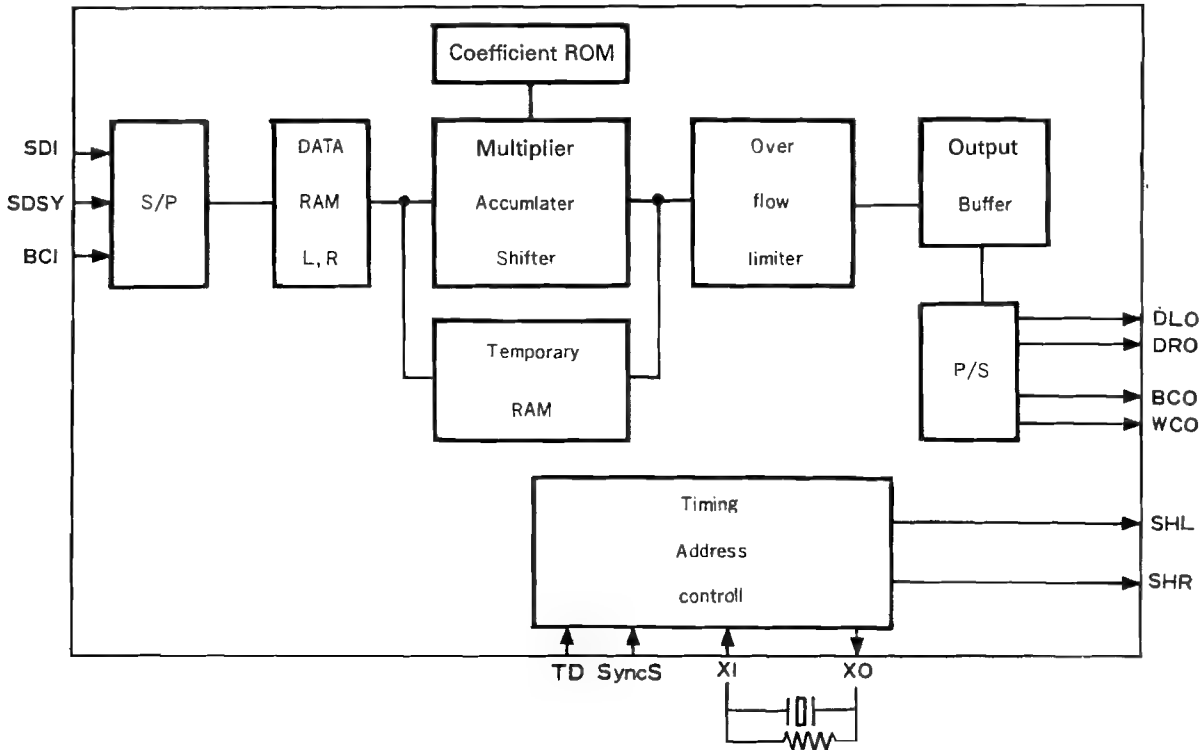 Coefficient ROM
SDI
SDSY
BCI
S/P
DATA
RAM
L, R
Multiplier
Accumlater
Shifter
Over
flow
limiter
Output
Buffer
Temporary
RAM
P/S
DLO
DRO
BCO
WCO
Timing
Address
controll
SHL
SHR
TD SyncS XI XO